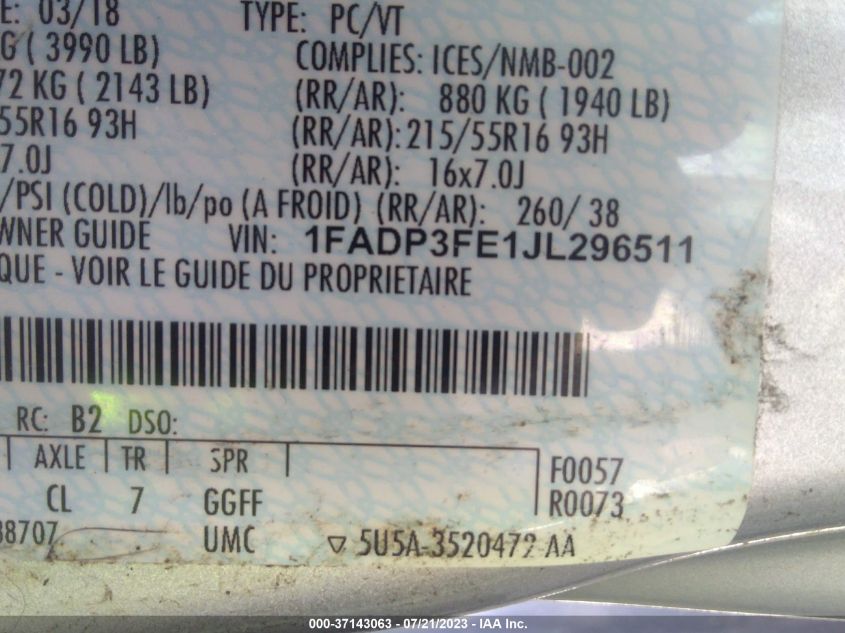 E: 03/18 TYPE: PC/VT
G ( 3990 LB) COMPLIES: ICES/NMB-002
72 KG ( 2143 LB) (RR/AR): 880 KG ( 1940 LB)
55R16 93H (RR/AR): 215/55R16 93H
7.0J (RR/AR): 16x7.0J
/PSI (COLD)/lb/po (A FROID) (RR/AR): 260/ 38
WNER GUIDE VIN: 1FADP3FE1JL296511
QUE - VOIR LE GUIDE DU PROPRIETAIRE
RC: B2 DSO:
AXLE TR SPR F0057
CL 7 GGFF R0073
38707 UMC ▽ 5U5A-3520472 AA
000-37143063 - 07/21/2023 - IAA Inc.